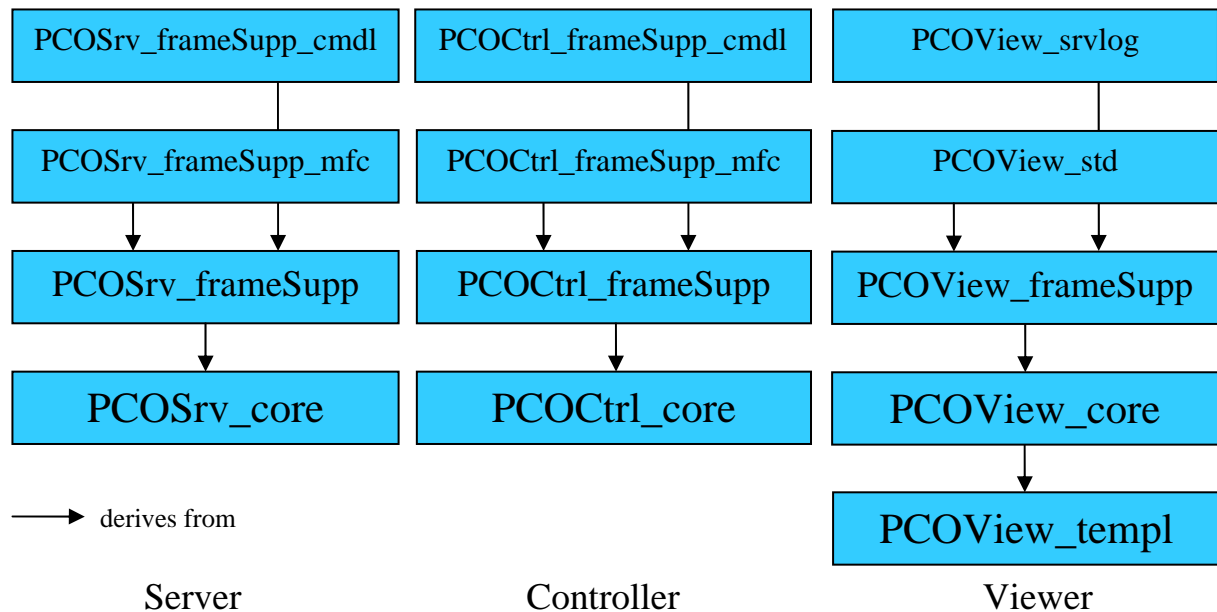 PCOSrv_frameSupp_cmdl
PCOCtrl_frameSupp_cmdl
PCOView_srvlog
PCOSrv_frameSupp_mfc
PCOCtrl_frameSupp_mfc
PCOView_std
PCOSrv_frameSupp
PCOCtrl_frameSupp
PCOView_frameSupp
PCOSrv_core
PCOCtrl_core
PCOView_core
derives from
PCOView_templ
Server
Controller
Viewer